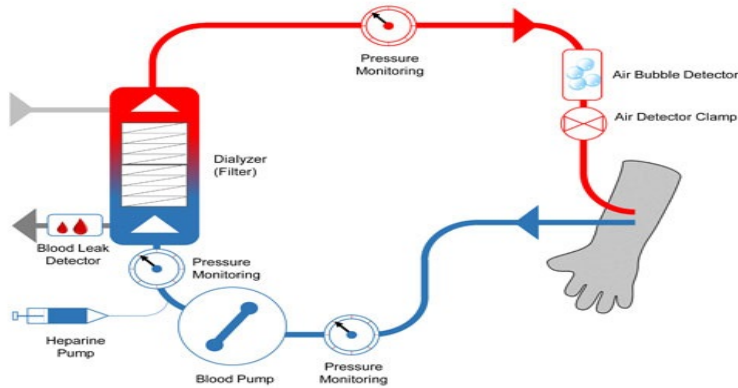 Pressure
Monitoring
Air Bubble Detector
Air Detector Clamp
Dialyzer
(Filter)
Blood Leak
Detector
Pressure
Monitoring
Heparine
Pump
Blood Pump
Pressure
Monitoring